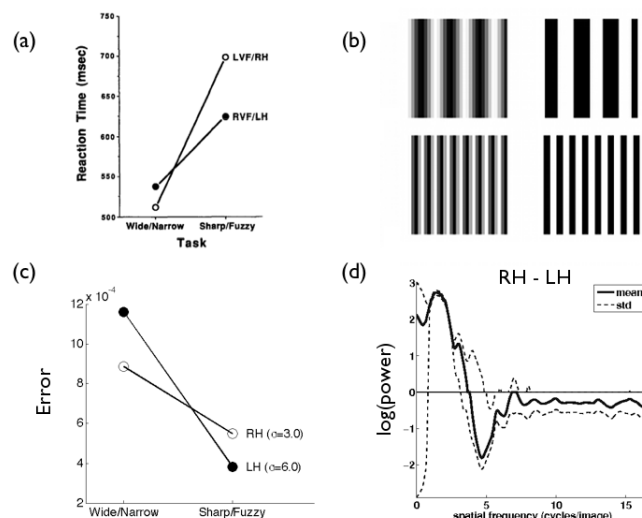 (a)
Reaction Time (msec)
750
700
650
600
550
500
LVF/RH
RVF/LH
Wide/Narrow
Sharp/Fuzzy
Task
(b)
(c)
x 10-4
12
10
8
6
4
2
Error
RH (σ=3.0)
LH (σ=6.0)
Wide/Narrow
Sharp/Fuzzy
(d)
RH - LH
mean
std
log(power)
3
2
1
0
-1
-2
0
5
10
15
spatial frequency (cycles/image)